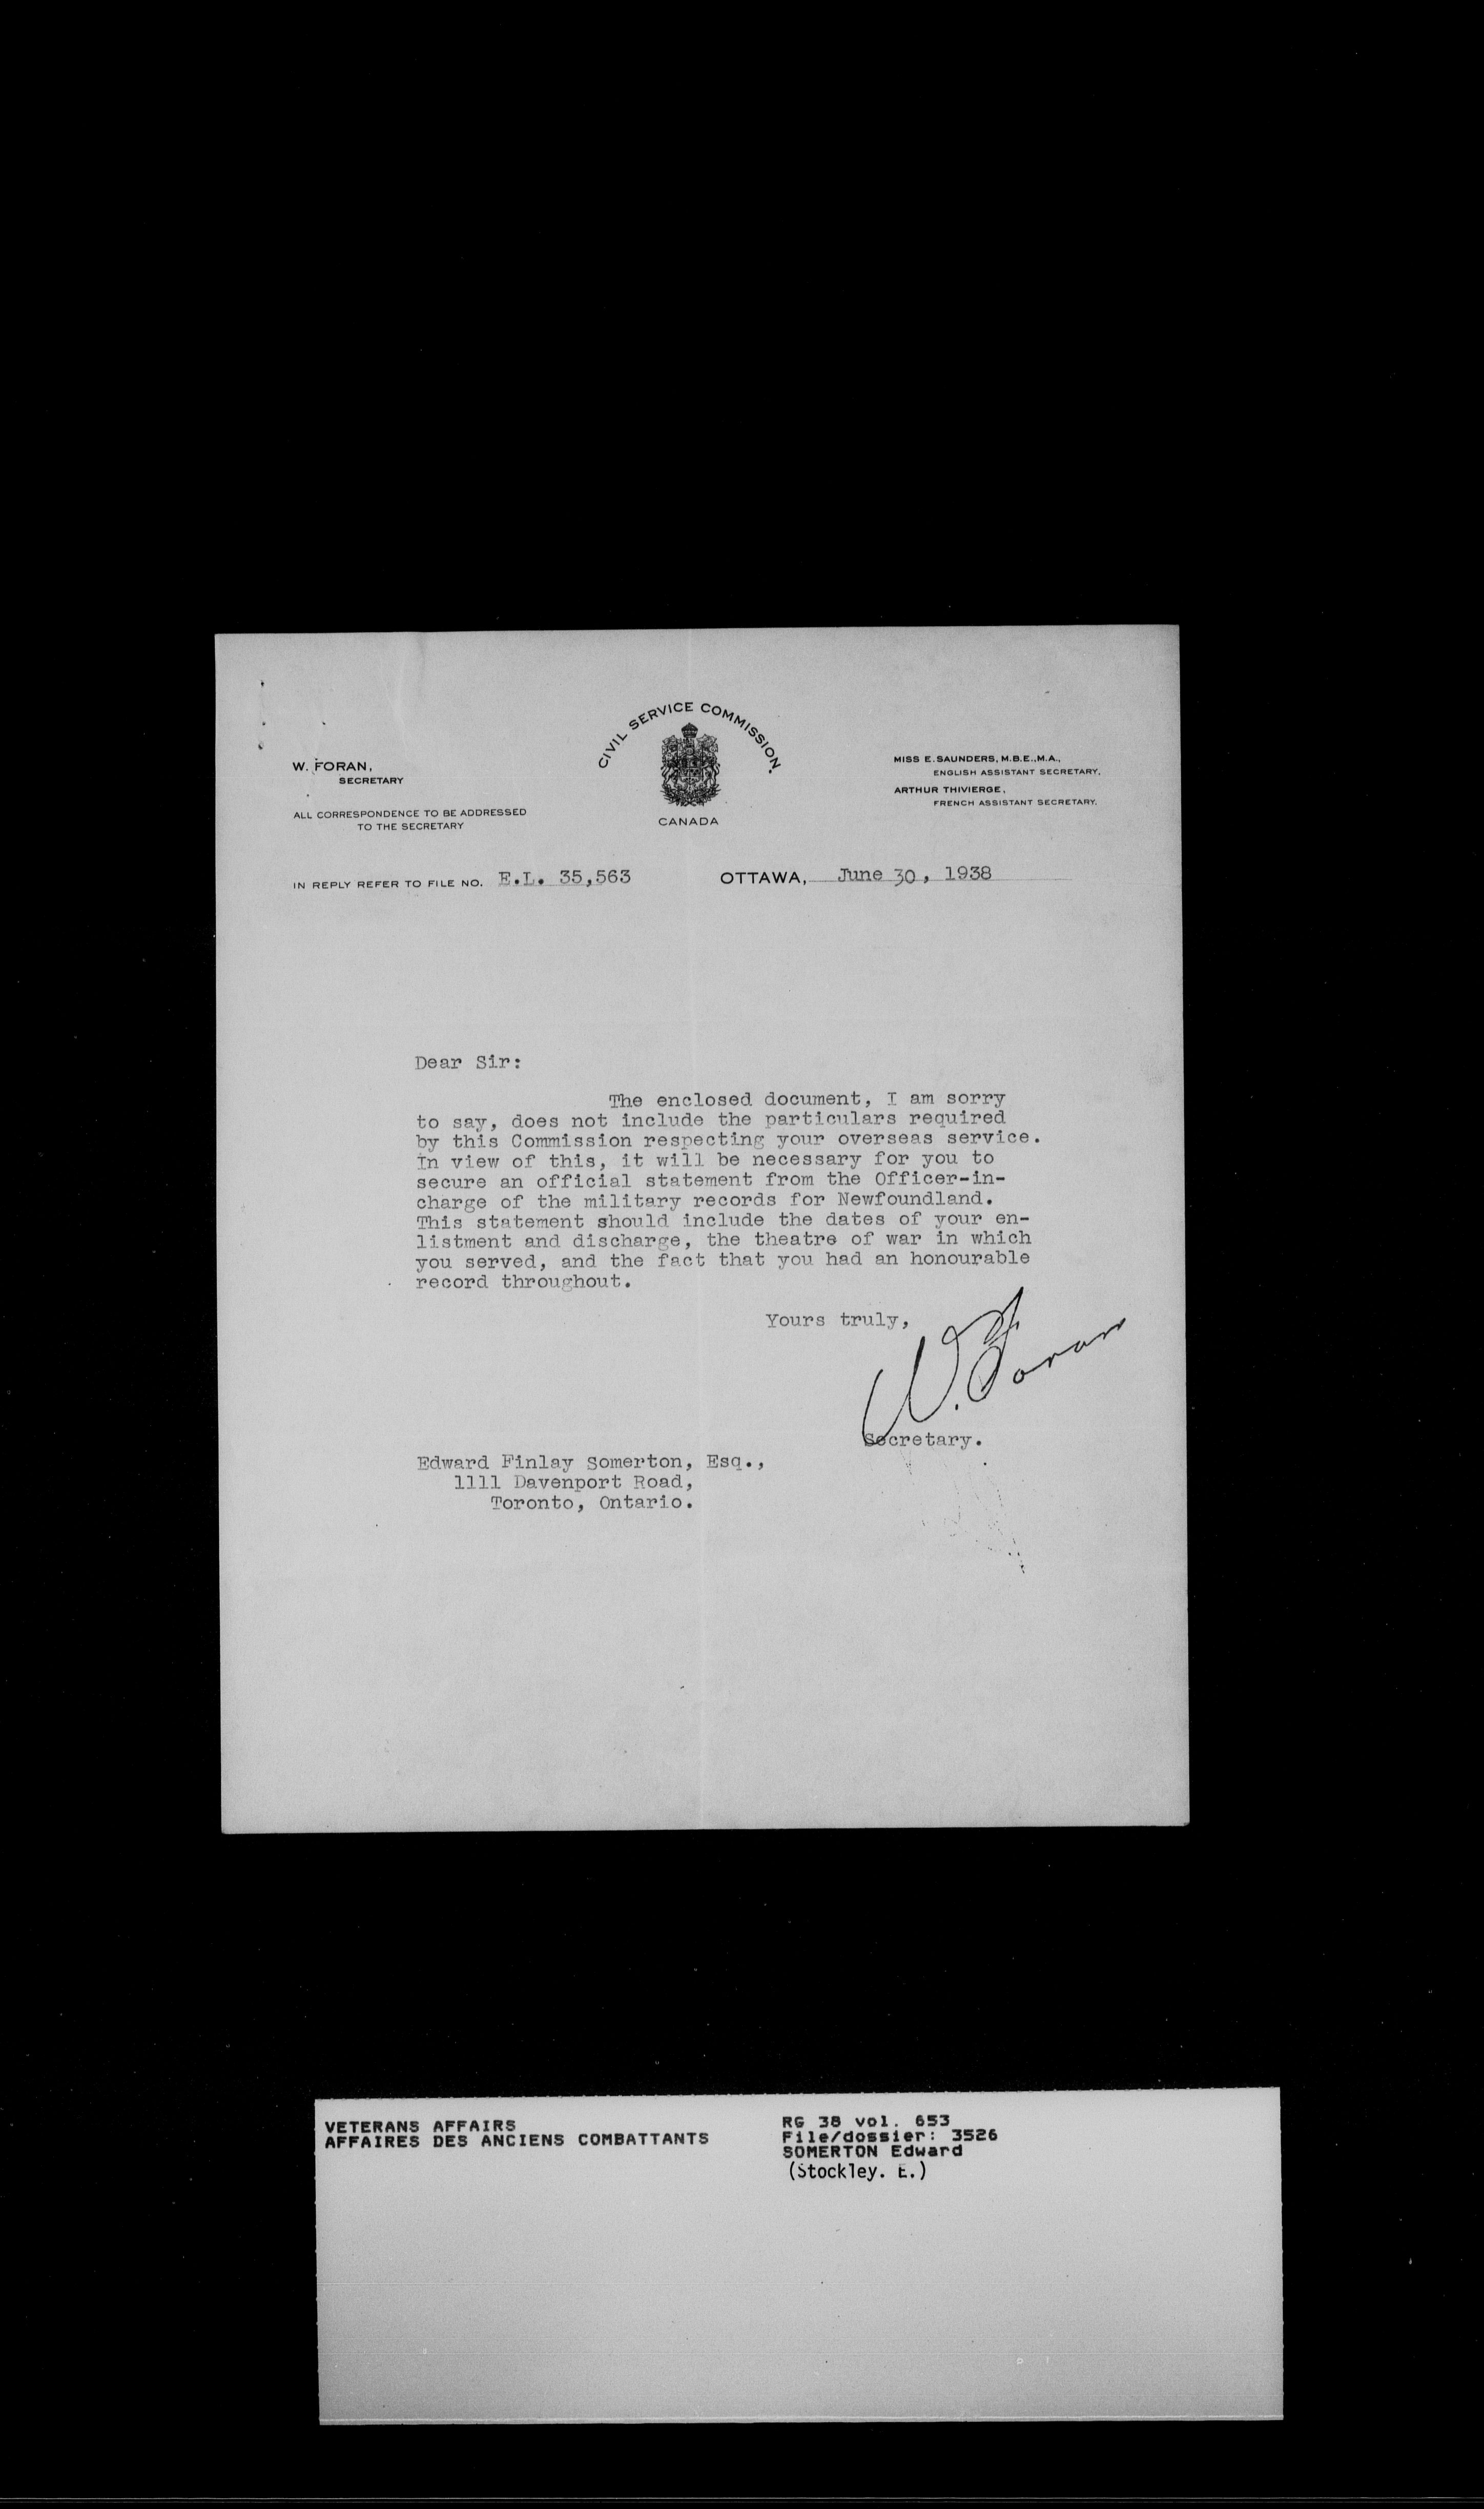 CIVIL SERVICE COMMISSION.
CANADA
W. FORAN,
SECRETARY
ALL CORRESPONDENCE TO BE ADDRESSED
TO THE SECRETARY
MISS E. SAUNDERS, M.B.E., M.A.,
ENGLISH ASSISTANT SECRETARY.
ARTHUR THIVIERGE,
FRENCH ASSISTANT SECRETARY.
IN REPLY REFER TO FILE NO. E.L. 35,563
OTTAWA, June 30, 1938
Dear Sir:
The enclosed document, I am sorry
to say, does not include the particulars required
by this Commission respecting your overseas service.
In view of this, it will be necessary for you to
secure an official statement from the Officer-in-
charge of the military records for Newfoundland.
This statement should include the dates of your en-
listment and discharge, the theatre of war in which
you served, and the fact that you had an honourable
record throughout.
Yours truly,
W. Foran
Secretary.
Edward Finlay Somerton, Esq.,
1111 Davenport Road,
Toronto, Ontario.
VETERANS AFFAIRS
AFFAIRES DES ANCIENS COMBATTANTS
RG 38 vol. 653
File/dossier: 3526
SOMERTON Edward
(Stockley. E.)